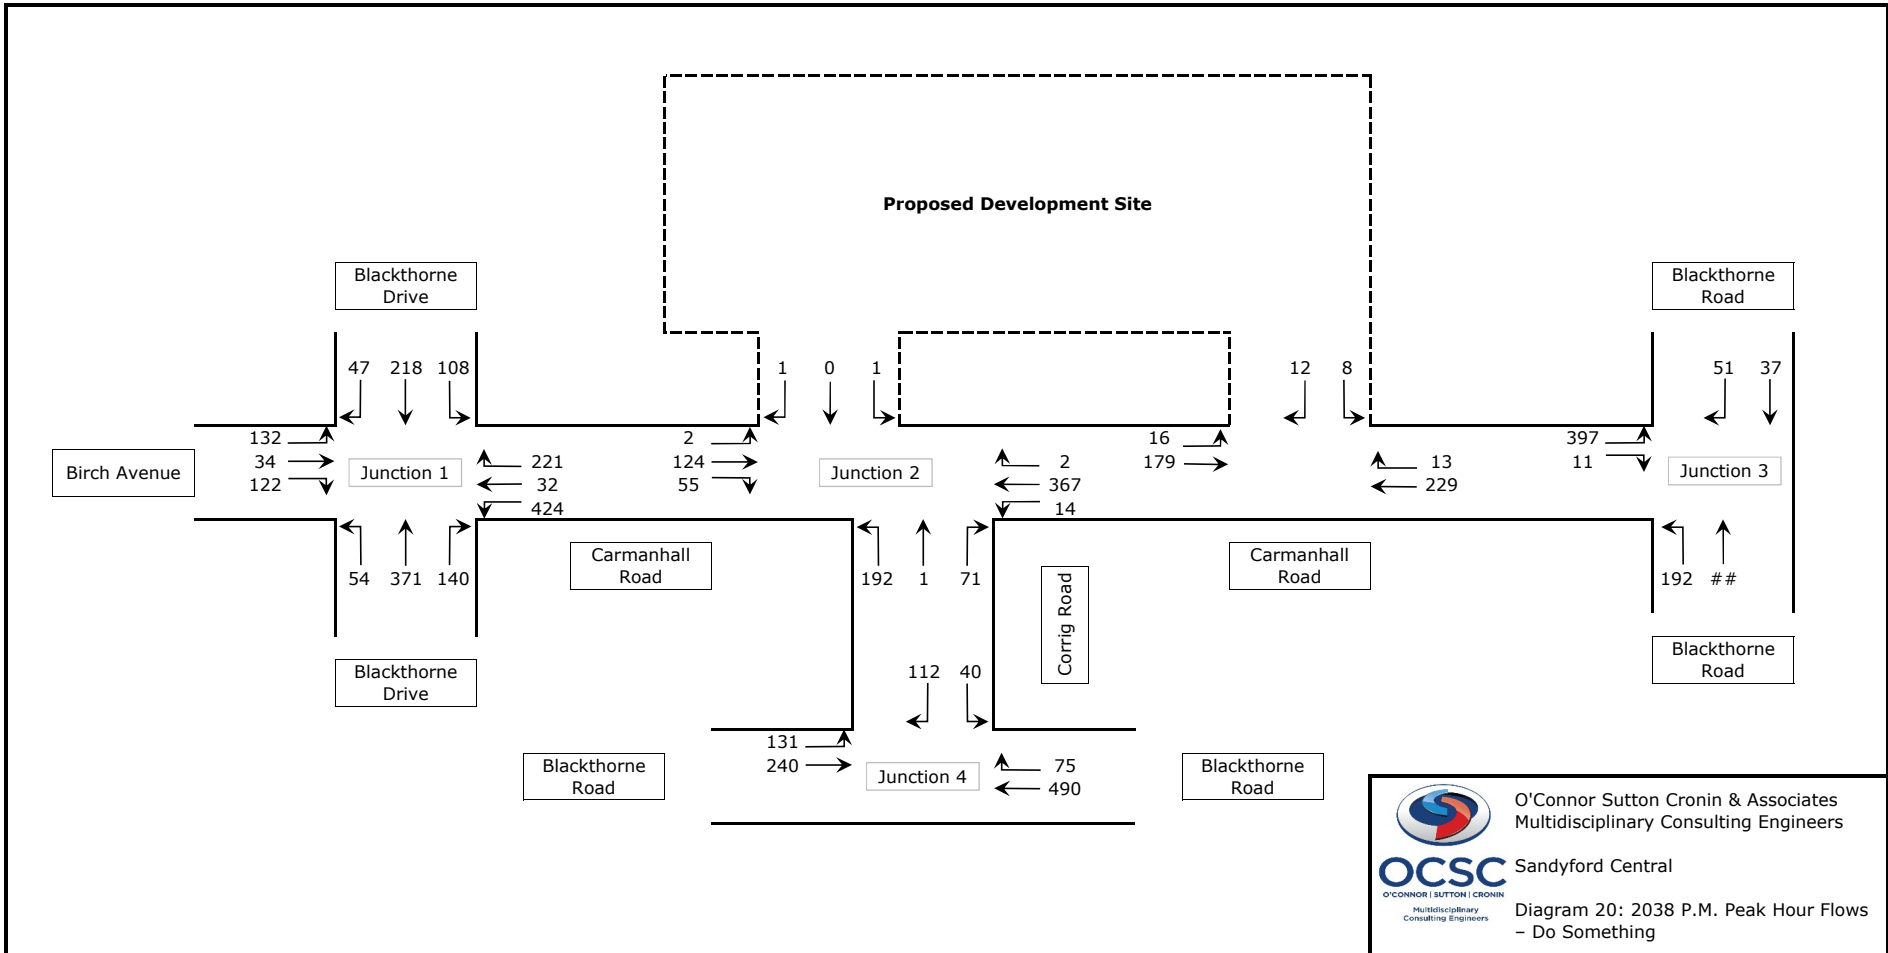 Proposed Development Site
Blackthorne
Drive
Blackthorne
Road
47 218 108
1 0 1
12 8
51 37
132
34
122
Birch Avenue
Junction 1
221
32
424
2
124
55
Junction 2
2
367
14
16
179
13
229
397
11
Junction 3
54 371 140
Carmanhall
Road
192 1 71
Corrig Road
Carmanhall
Road
192 ##
Blackthorne
Drive
112 40
Blackthorne
Road
131
240
Blackthorne
Road
Junction 4
75
490
Blackthorne
Road
O'Connor Sutton Cronin & Associates
Multidisciplinary Consulting Engineers
OCSC
O'CONNOR | SUTTON | CRONIN
Multidisciplinary
Consulting Engineers
Sandyford Central
Diagram 20: 2038 P.M. Peak Hour Flows
– Do Something